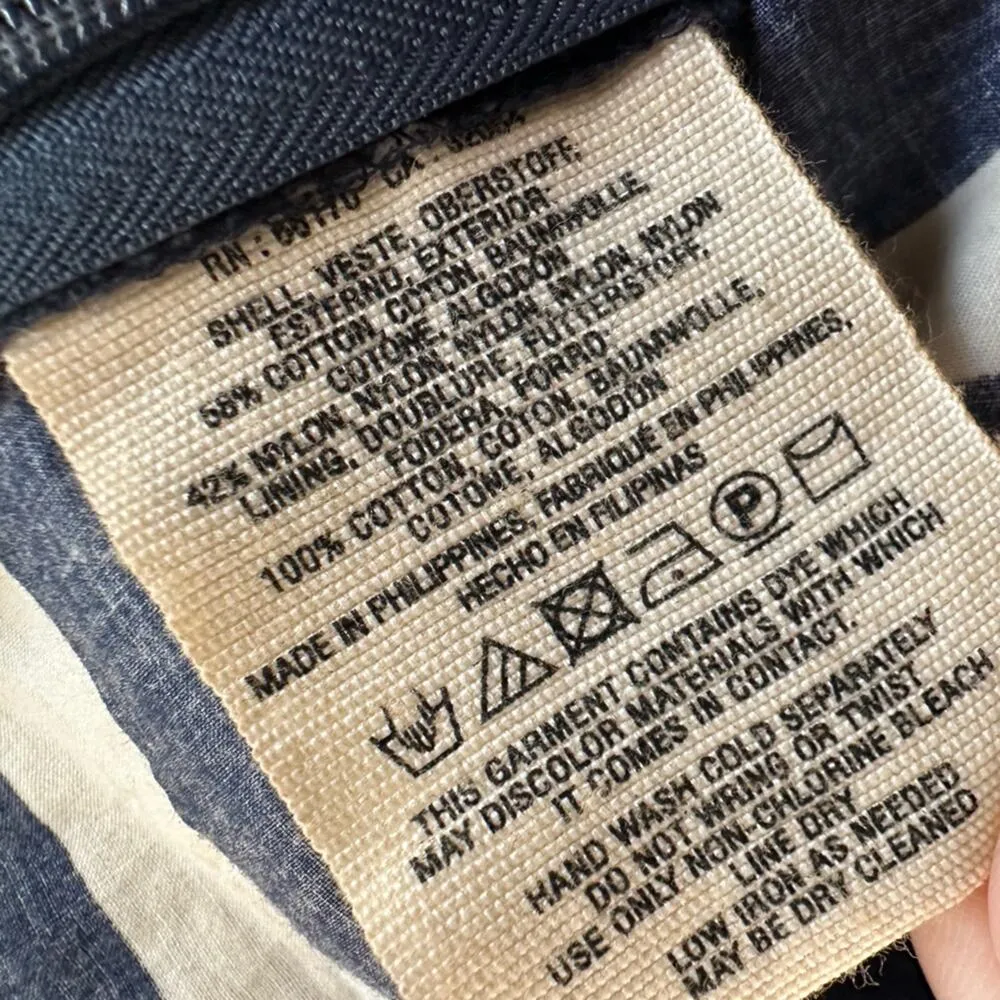 RN : CA :
SHELL, VESTE, OBERSTOFF,
ESTERNO, EXTERIOR
58% COTTON, COTON, BAUMWOLLE
COTONE, ALGODÓN
42% NYLON, NYLON, NYLON, NYLON, NYLON
LINING, DOUBLURE, FUTTERSTOFF,
FODERA, FORRO,
100% COTTON, COTON, BAUMWOLLE,
COTONE, ALGODÓN
MADE IN PHILIPPINES, FABRIQUÉ EN PHILIPPINES,
HECHO EN FILIPINAS
P
THIS GARMENT CONTAINS DYE WHICH
MAY DISCOLOR MATERIALS WITH WHICH
IT COMES IN CONTACT.
HAND WASH COLD SEPARATELY
DO NOT WRING OR TWIST
USE ONLY NON-CHLORINE BLEACH
LINE DRY
LOW IRON AS NEEDED
MAY BE DRY CLEANED